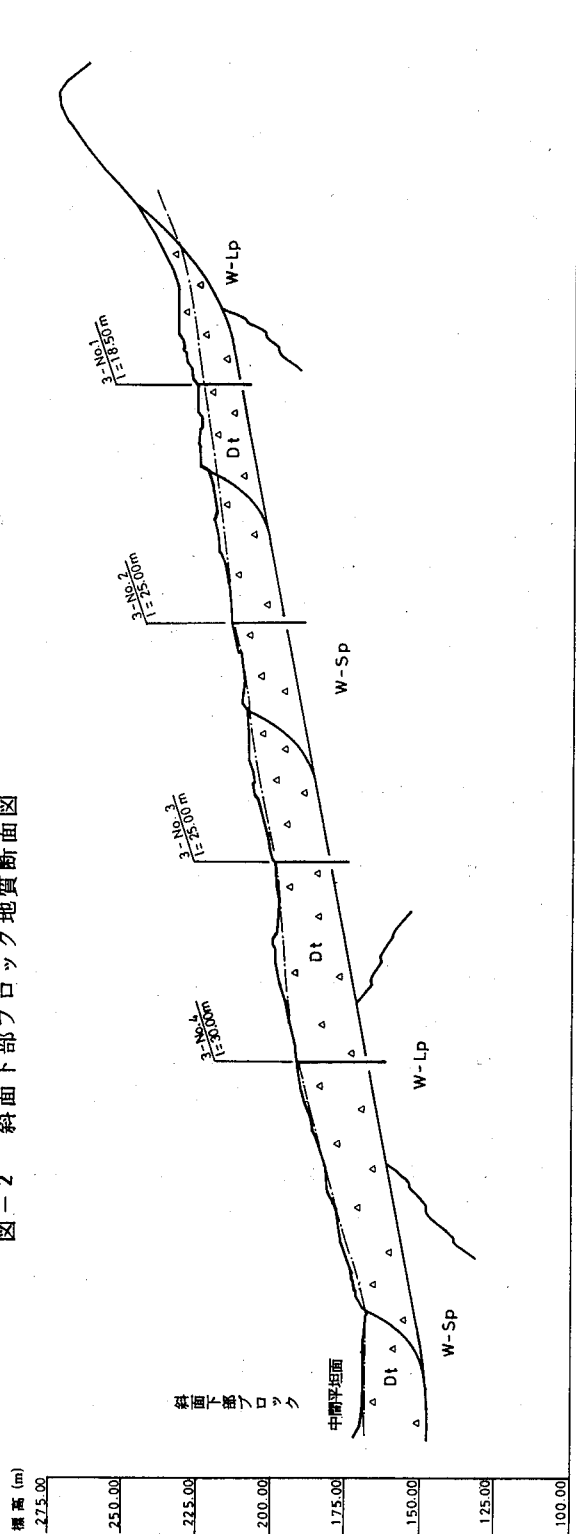 図-2 斜面下部ブロック地質断面図
標高(m)
275.00
250.00
225.00
200.00
175.00
150.00
125.00
100.00
斜面下部ブロック
中間平坦面
3-No.4
l=30.00m
3-No.3
l=25.00m
3-No.2
l=25.00m
3-No.1
l=18.50m
Dt
Dt
Dt
W-Sp
W-Lp
W-Sp
W-Lp